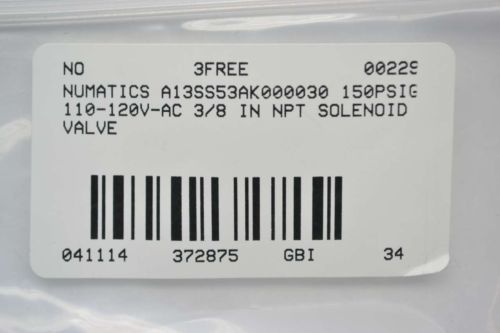 NO 3FREE 00229
NUMATICS A13SS53AK000030 150PSIG
110-120V-AC 3/8 IN NPT SOLENOID
VALVE
041114 372875 GBI 34